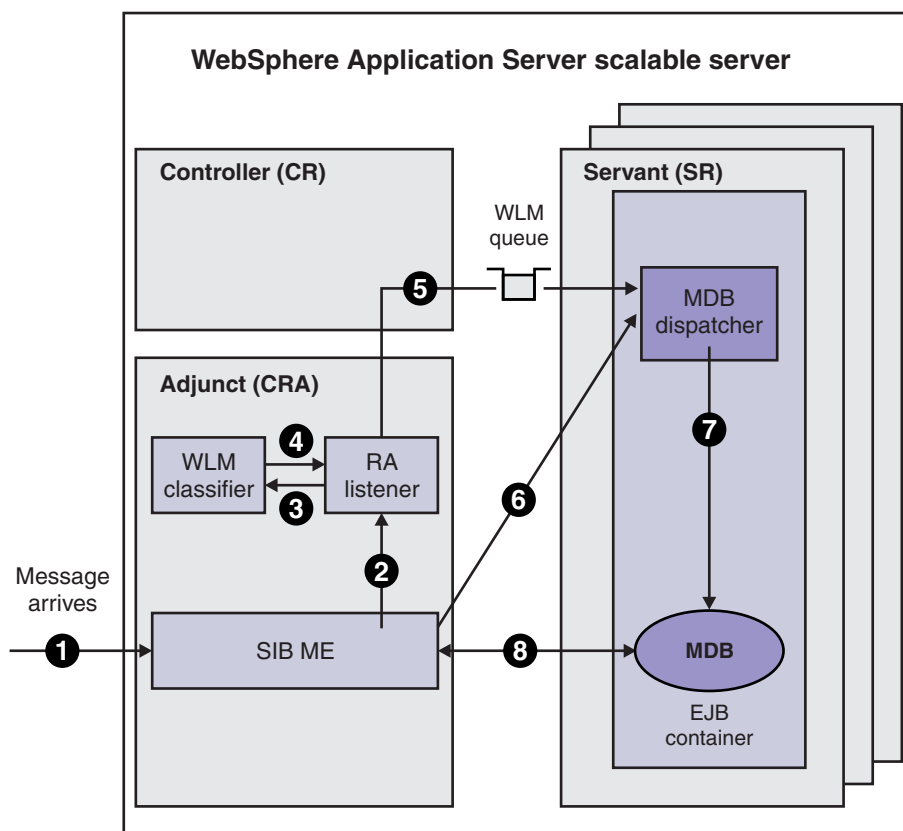 WebSphere Application Server scalable server
Controller (CR)
Servant (SR)
WLM
queue
5
MDB
dispatcher
Adjunct (CRA)
4
WLM
classifier
RA
listener
3
7
6
2
Message
arrives
1
SIB ME
8
MDB
EJB
container